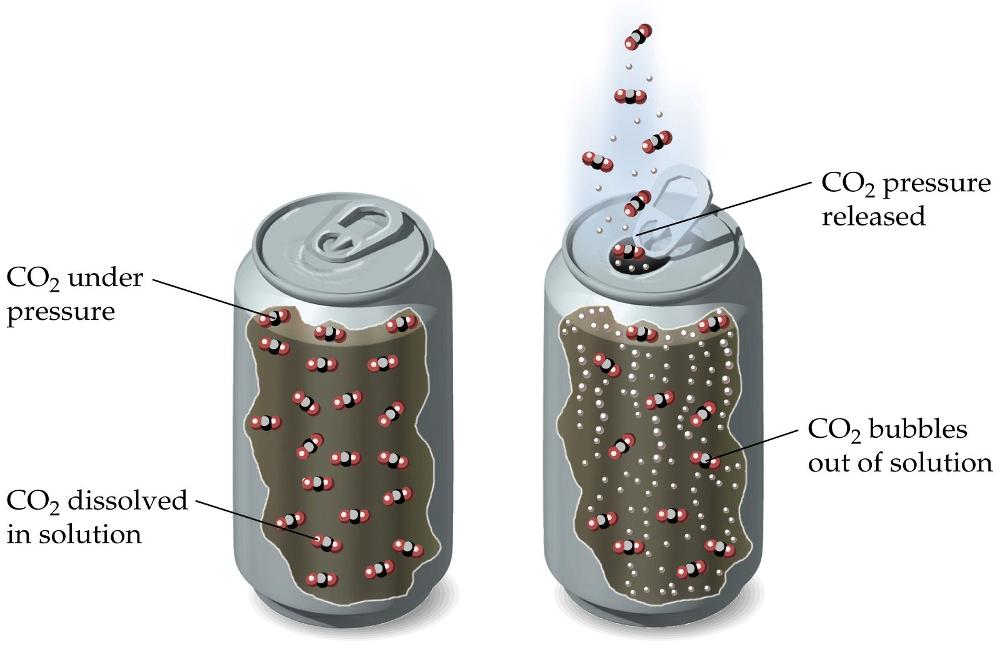 CO₂ under
pressure
CO₂ dissolved
in solution
CO₂ pressure
released
CO₂ bubbles
out of solution